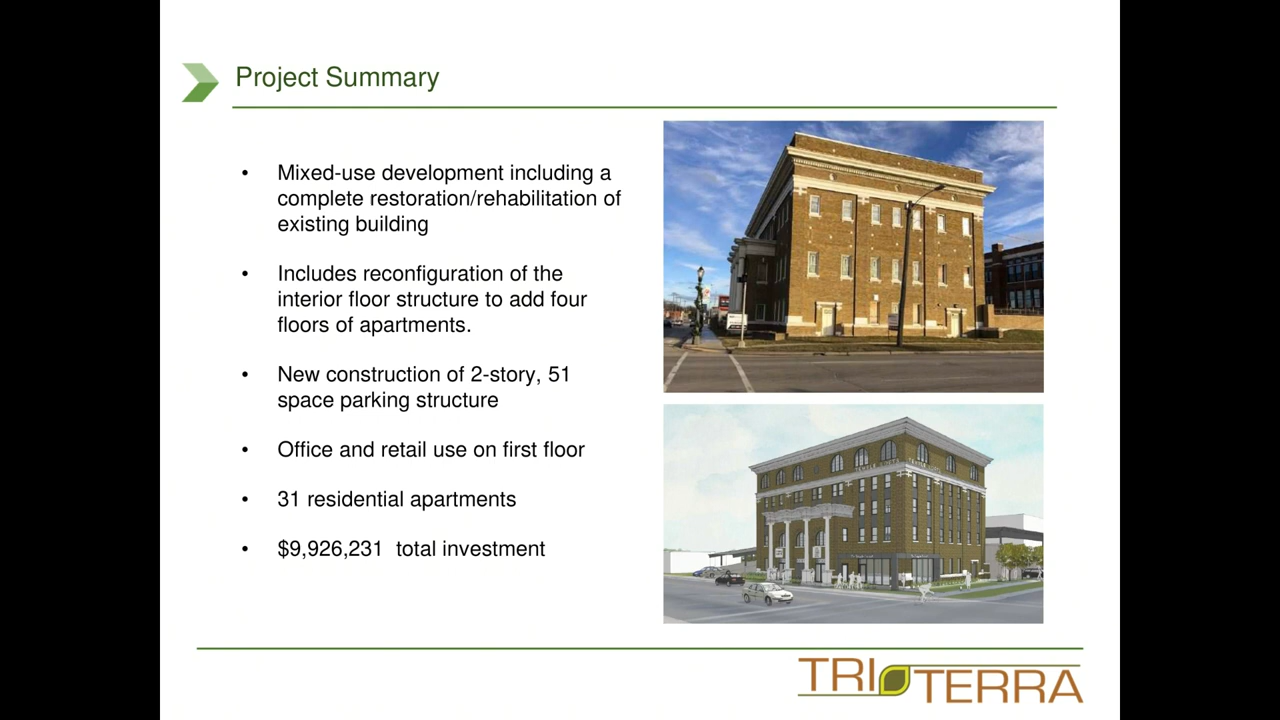 Project Summary
• Mixed-use development including a
complete restoration/rehabilitation of
existing building
• Includes reconfiguration of the
interior floor structure to add four
floors of apartments.
• New construction of 2-story, 51
space parking structure
• Office and retail use on first floor
• 31 residential apartments
• $9,926,231 total investment
TRI TERRA